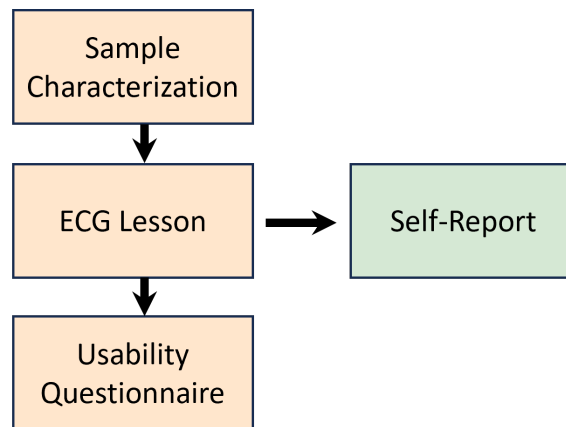 Sample
Characterization
ECG Lesson
Self-Report
Usability
Questionnaire